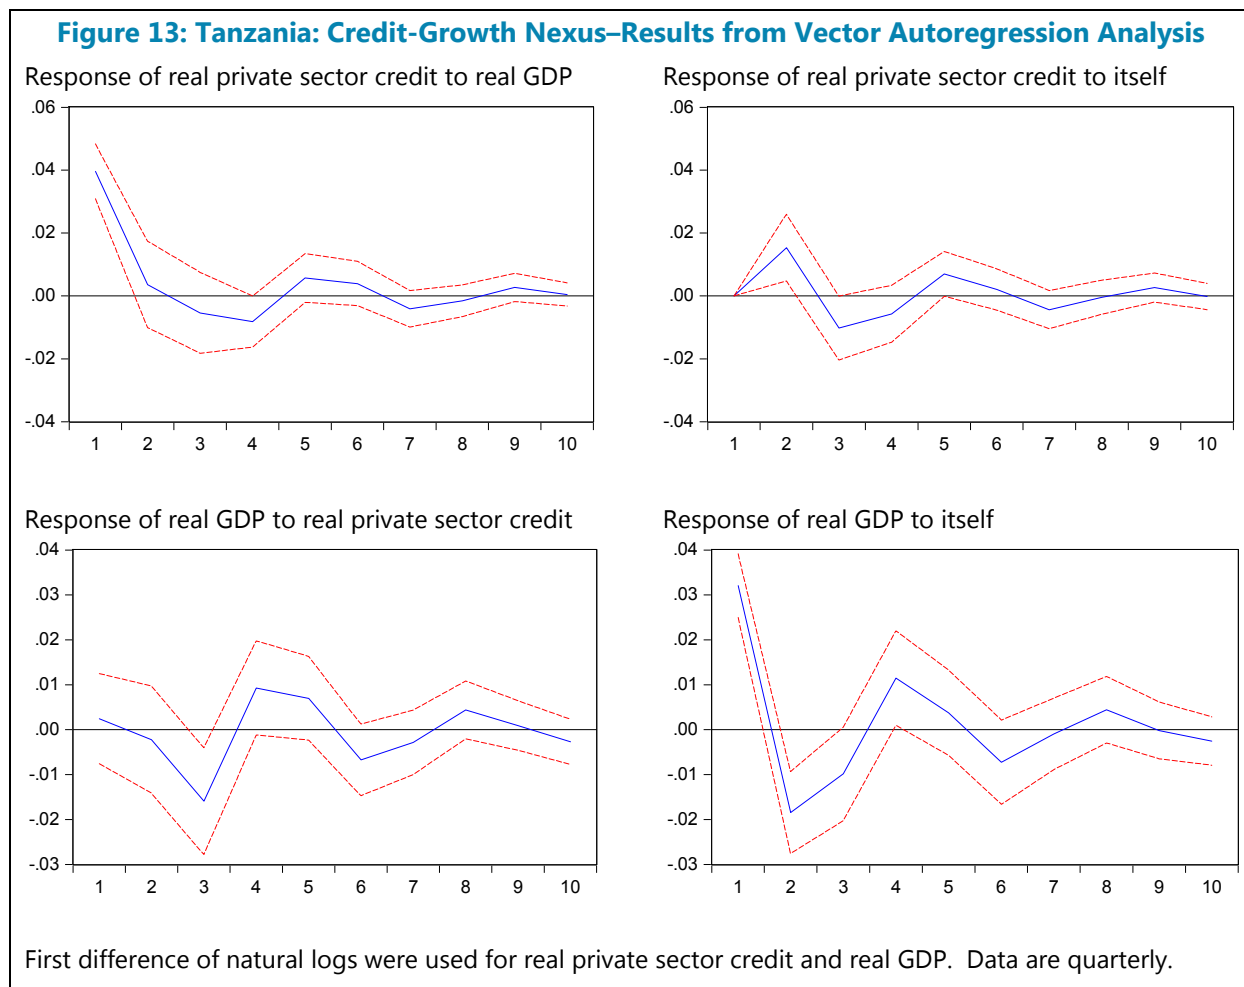 Figure 13: Tanzania: Credit-Growth Nexus–Results from Vector Autoregression Analysis
Response of real private sector credit to real GDP
.06
.04
.02
.00
-.02
-.04
1 2 3 4 5 6 7 8 9 10
Response of real private sector credit to itself
.06
.04
.02
.00
-.02
-.04
1 2 3 4 5 6 7 8 9 10
Response of real GDP to real private sector credit
.04
.03
.02
.01
.00
-.01
-.02
-.03
1 2 3 4 5 6 7 8 9 10
Response of real GDP to itself
.04
.03
.02
.01
.00
-.01
-.02
-.03
1 2 3 4 5 6 7 8 9 10
First difference of natural logs were used for real private sector credit and real GDP.  Data are quarterly.